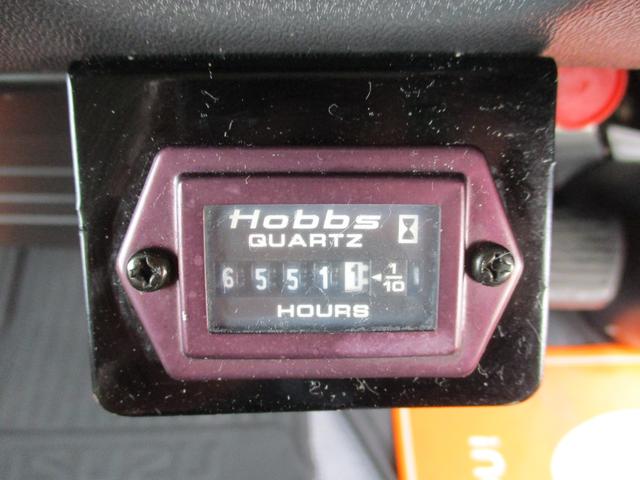 Hobbs
QUARTZ
6 5 5 1 1 ◄ 1/10
HOURS